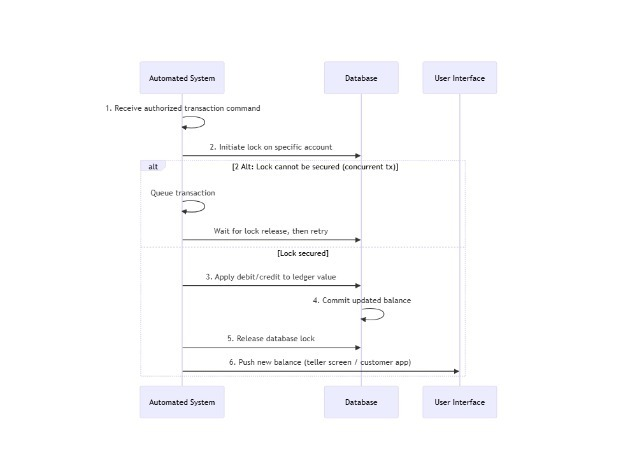 Automated System
Database
User Interface
1. Receive authorized transaction command
2. Initiate lock on specific account
alt
[2 Alt: Lock cannot be secured (concurrent tx)]
Queue transaction
Wait for lock release, then retry
[Lock secured]
3. Apply debit/credit to ledger value
4. Commit updated balance
5. Release database lock
6. Push new balance (teller screen / customer app)
Automated System
Database
User Interface